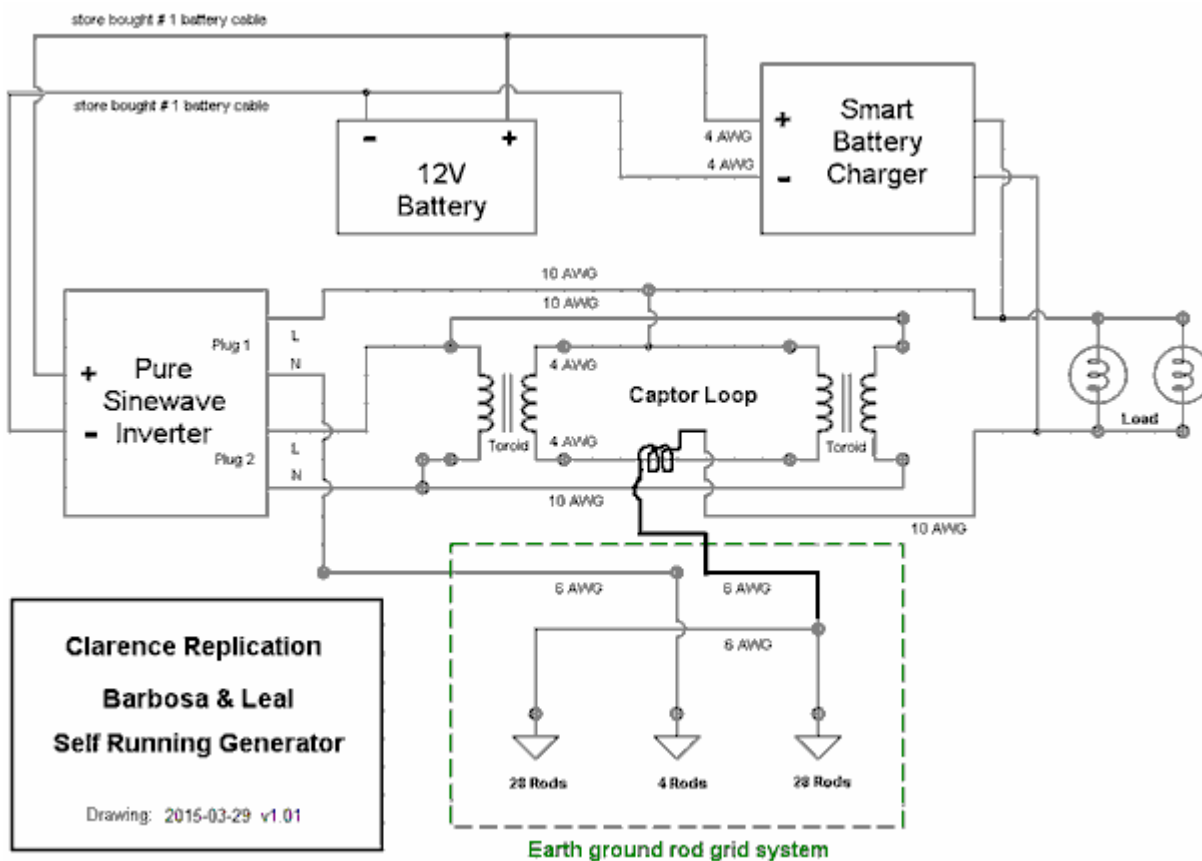 store bought # 1 battery cable
store bought # 1 battery cable
- +
12V
Battery
4 AWG
4 AWG
+
-
Smart
Battery
Charger
10 AWG
10 AWG
Plug 1
L
N
+
-
Pure
Sinewave
Inverter
Plug 2
L
N
4 AWG
Captor Loop
4 AWG
Toroid
Toroid
Load
10 AWG
10 AWG
6 AWG
6 AWG
6 AWG
28 Rods
4 Rods
28 Rods
Earth ground rod grid system
Clarence Replication
Barbosa & Leal
Self Running Generator
Drawing: 2015-03-29 v1.01